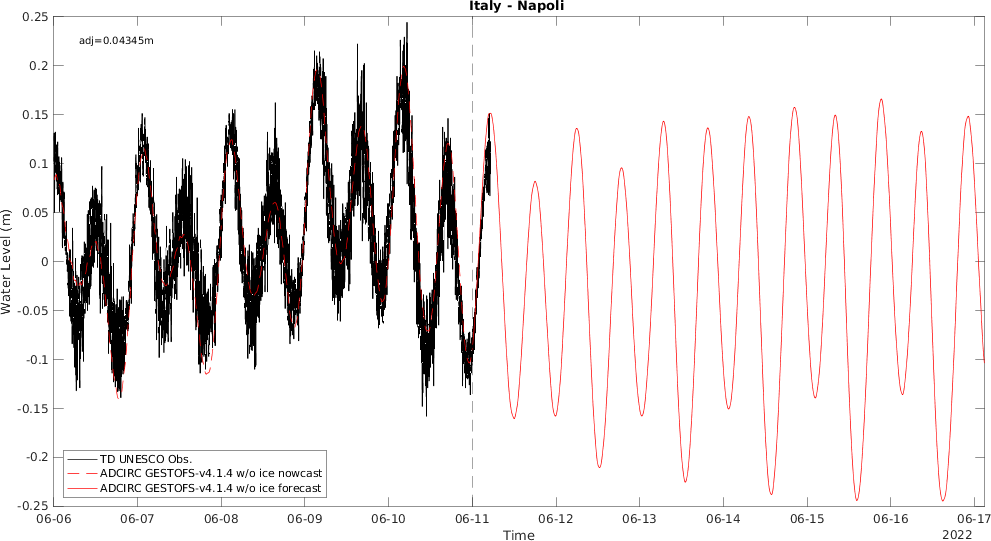 Italy - Napoli
adj=0.04345m
0.25
0.2
0.15
0.1
0.05
0
-0.05
-0.1
-0.15
-0.2
-0.25
Water Level (m)
TD UNESCO Obs.
ADCIRC GESTOFS-v4.1.4 w/o ice nowcast
ADCIRC GESTOFS-v4.1.4 w/o ice forecast
06-06 06-07 06-08 06-09 06-10 06-11 06-12 06-13 06-14 06-15 06-16 06-17
Time
2022